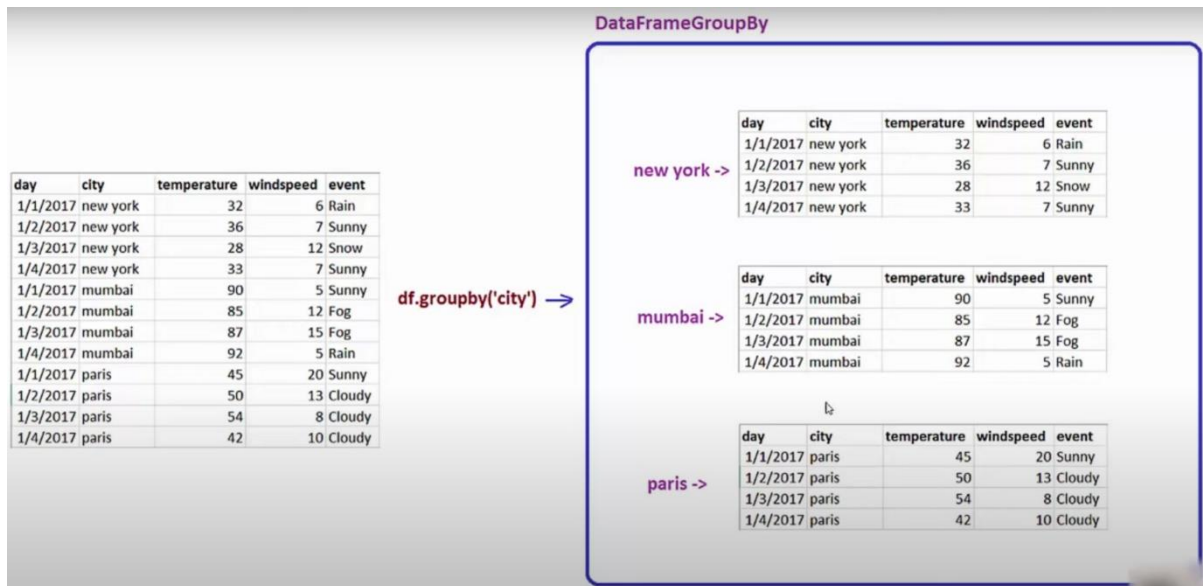 DataFrameGroupBy
day city temperature windspeed event
1/1/2017 new york 32 6 Rain
1/2/2017 new york 36 7 Sunny
1/3/2017 new york 28 12 Snow
1/4/2017 new york 33 7 Sunny
1/1/2017 mumbai 90 5 Sunny
1/2/2017 mumbai 85 12 Fog
1/3/2017 mumbai 87 15 Fog
1/4/2017 mumbai 92 5 Rain
1/1/2017 paris 45 20 Sunny
1/2/2017 paris 50 13 Cloudy
1/3/2017 paris 54 8 Cloudy
1/4/2017 paris 42 10 Cloudy
df.groupby('city')
new york ->
day city temperature windspeed event
1/1/2017 new york 32 6 Rain
1/2/2017 new york 36 7 Sunny
1/3/2017 new york 28 12 Snow
1/4/2017 new york 33 7 Sunny
mumbai ->
day city temperature windspeed event
1/1/2017 mumbai 90 5 Sunny
1/2/2017 mumbai 85 12 Fog
1/3/2017 mumbai 87 15 Fog
1/4/2017 mumbai 92 5 Rain
paris ->
day city temperature windspeed event
1/1/2017 paris 45 20 Sunny
1/2/2017 paris 50 13 Cloudy
1/3/2017 paris 54 8 Cloudy
1/4/2017 paris 42 10 Cloudy